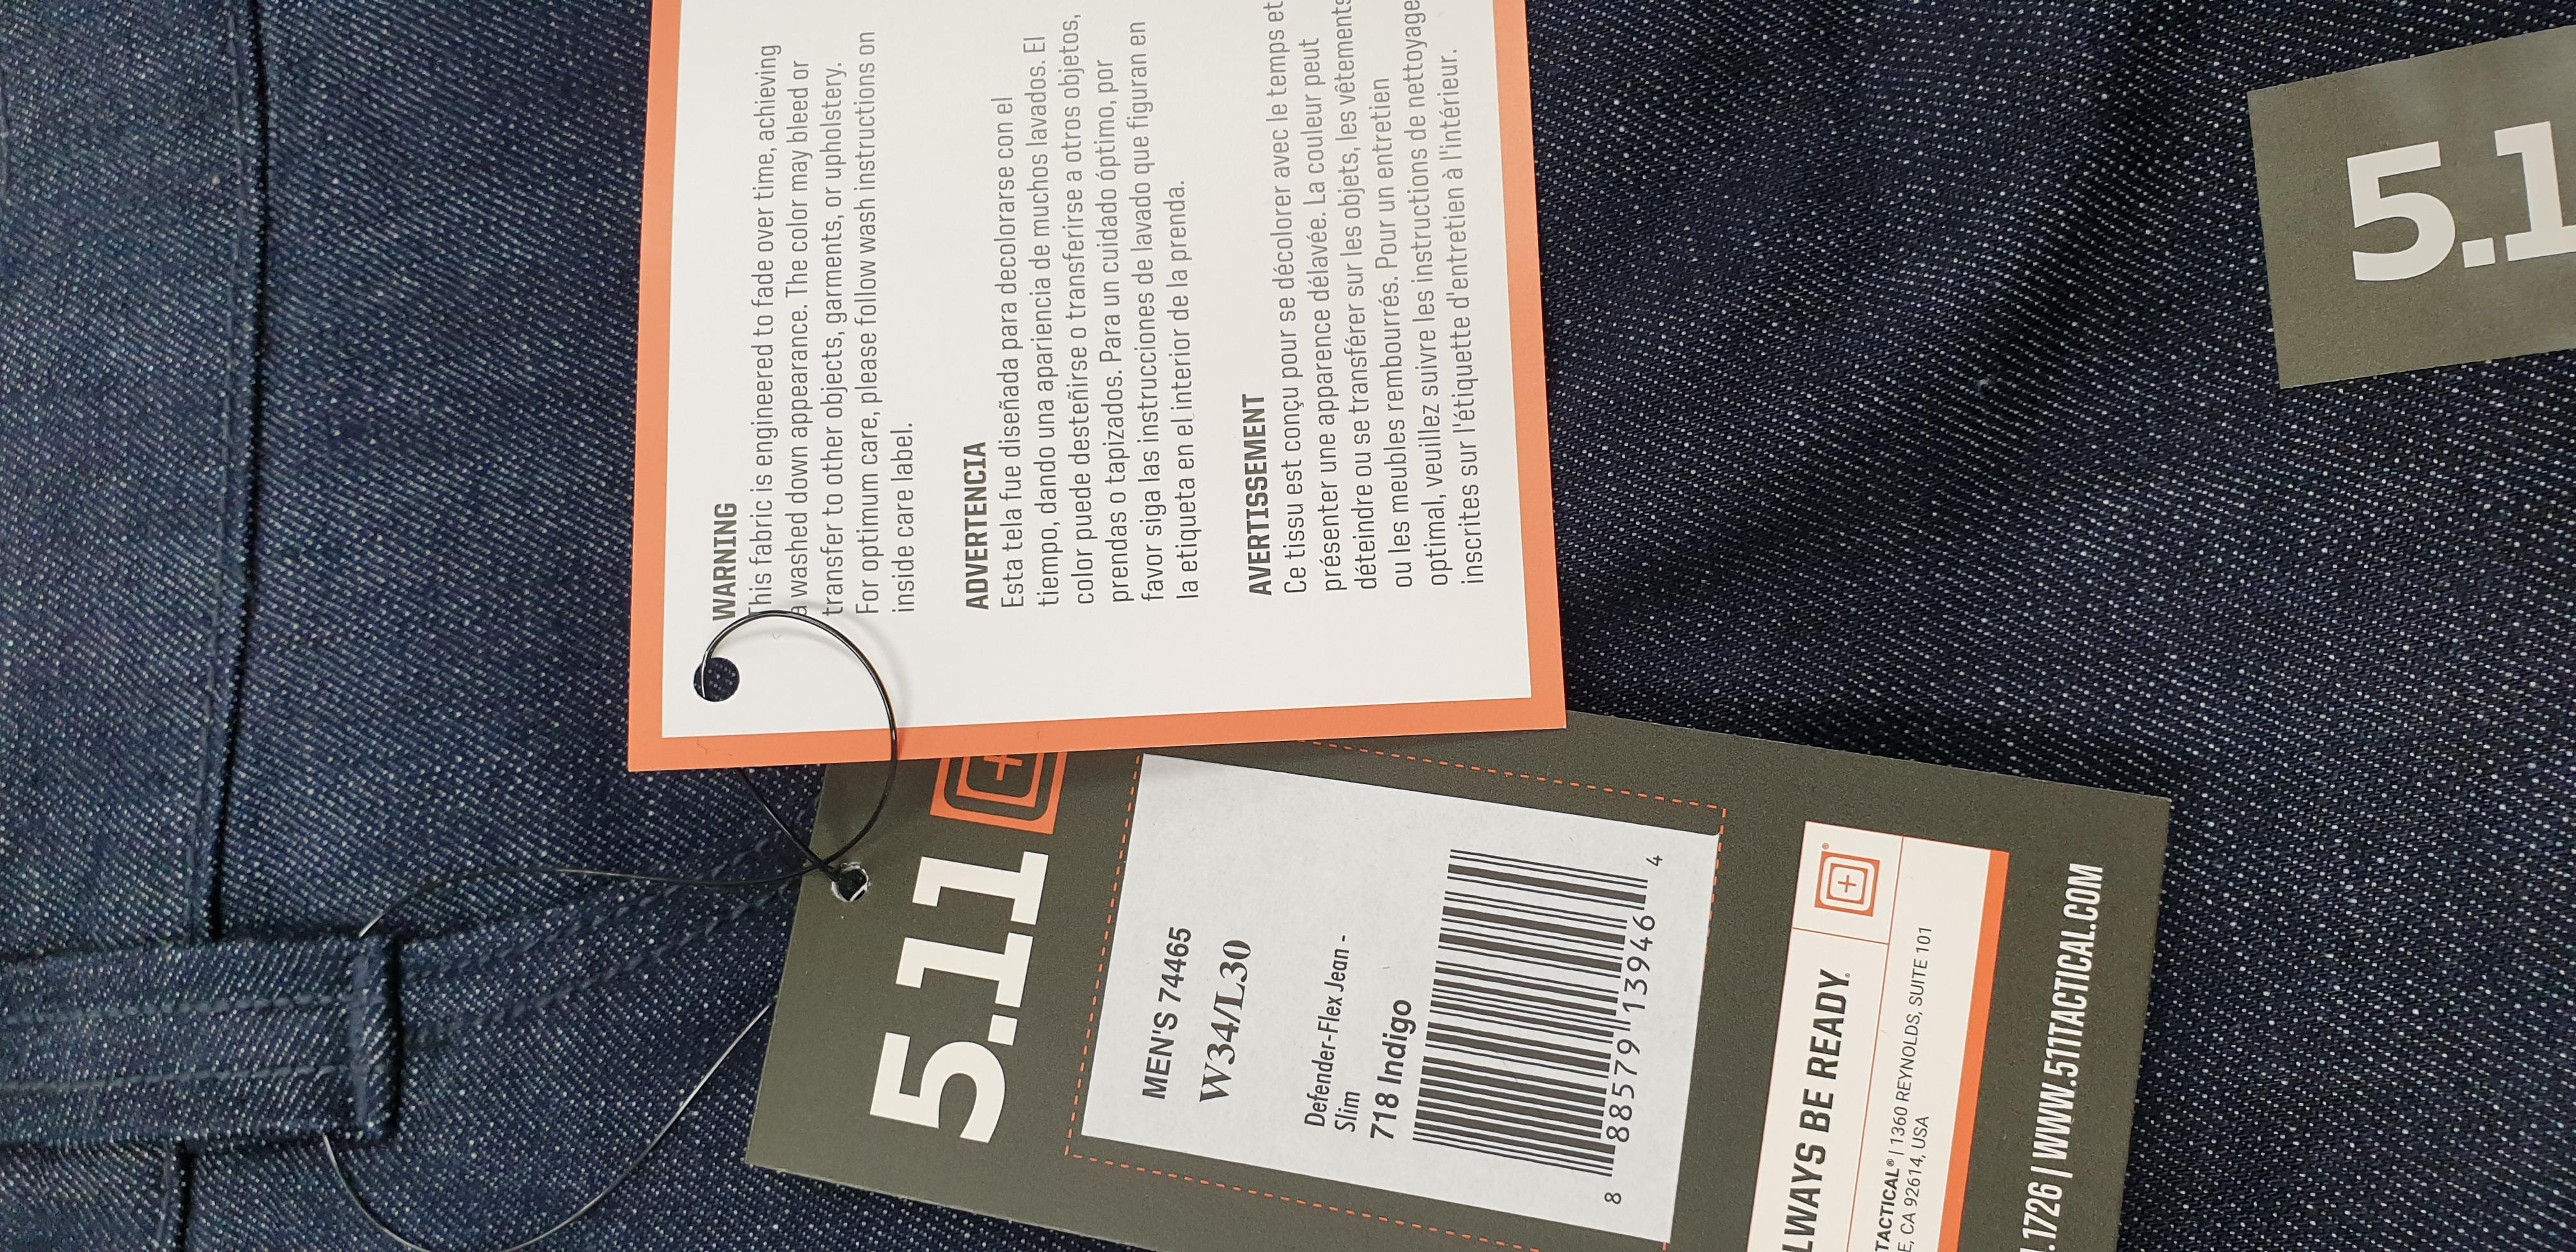 WARNING
This fabric is engineered to fade over time, achieving
a washed down appearance. The color may bleed or
transfer to other objects, garments, or upholstery.
For optimum care, please follow wash instructions on
inside care label.
ADVERTENCIA
Esta tela fue diseñada para decolorarse con el
tiempo, dando una apariencia de muchos lavados. El
color puede desteñirse o transferirse a otros objetos,
prendas o tapizados. Para un cuidado óptimo, por
favor siga las instrucciones de lavado que figuran en
la etiqueta en el interior de la prenda.
AVERTISSEMENT
Ce tissu est conçu pour se décolorer avec le temps et
présenter une apparence délavée. La couleur peut
déteindre ou se transférer sur les objets, les vêtements
ou les meubles rembourrés. Pour un entretien
optimal, veuillez suivre les instructions de nettoyage
inscrites sur l'étiquette d'entretien à l'intérieur.
5.11
MEN'S 74465
W34/L30
Defender-Flex Jean -
Slim
718 Indigo
8 88579 13946 4
LWAYS BE READY.
TACTICAL® | 1360 REYNOLDS, SUITE 101
E, CA 92614, USA
.1726 | WWW.511TACTICAL.COM
5.1